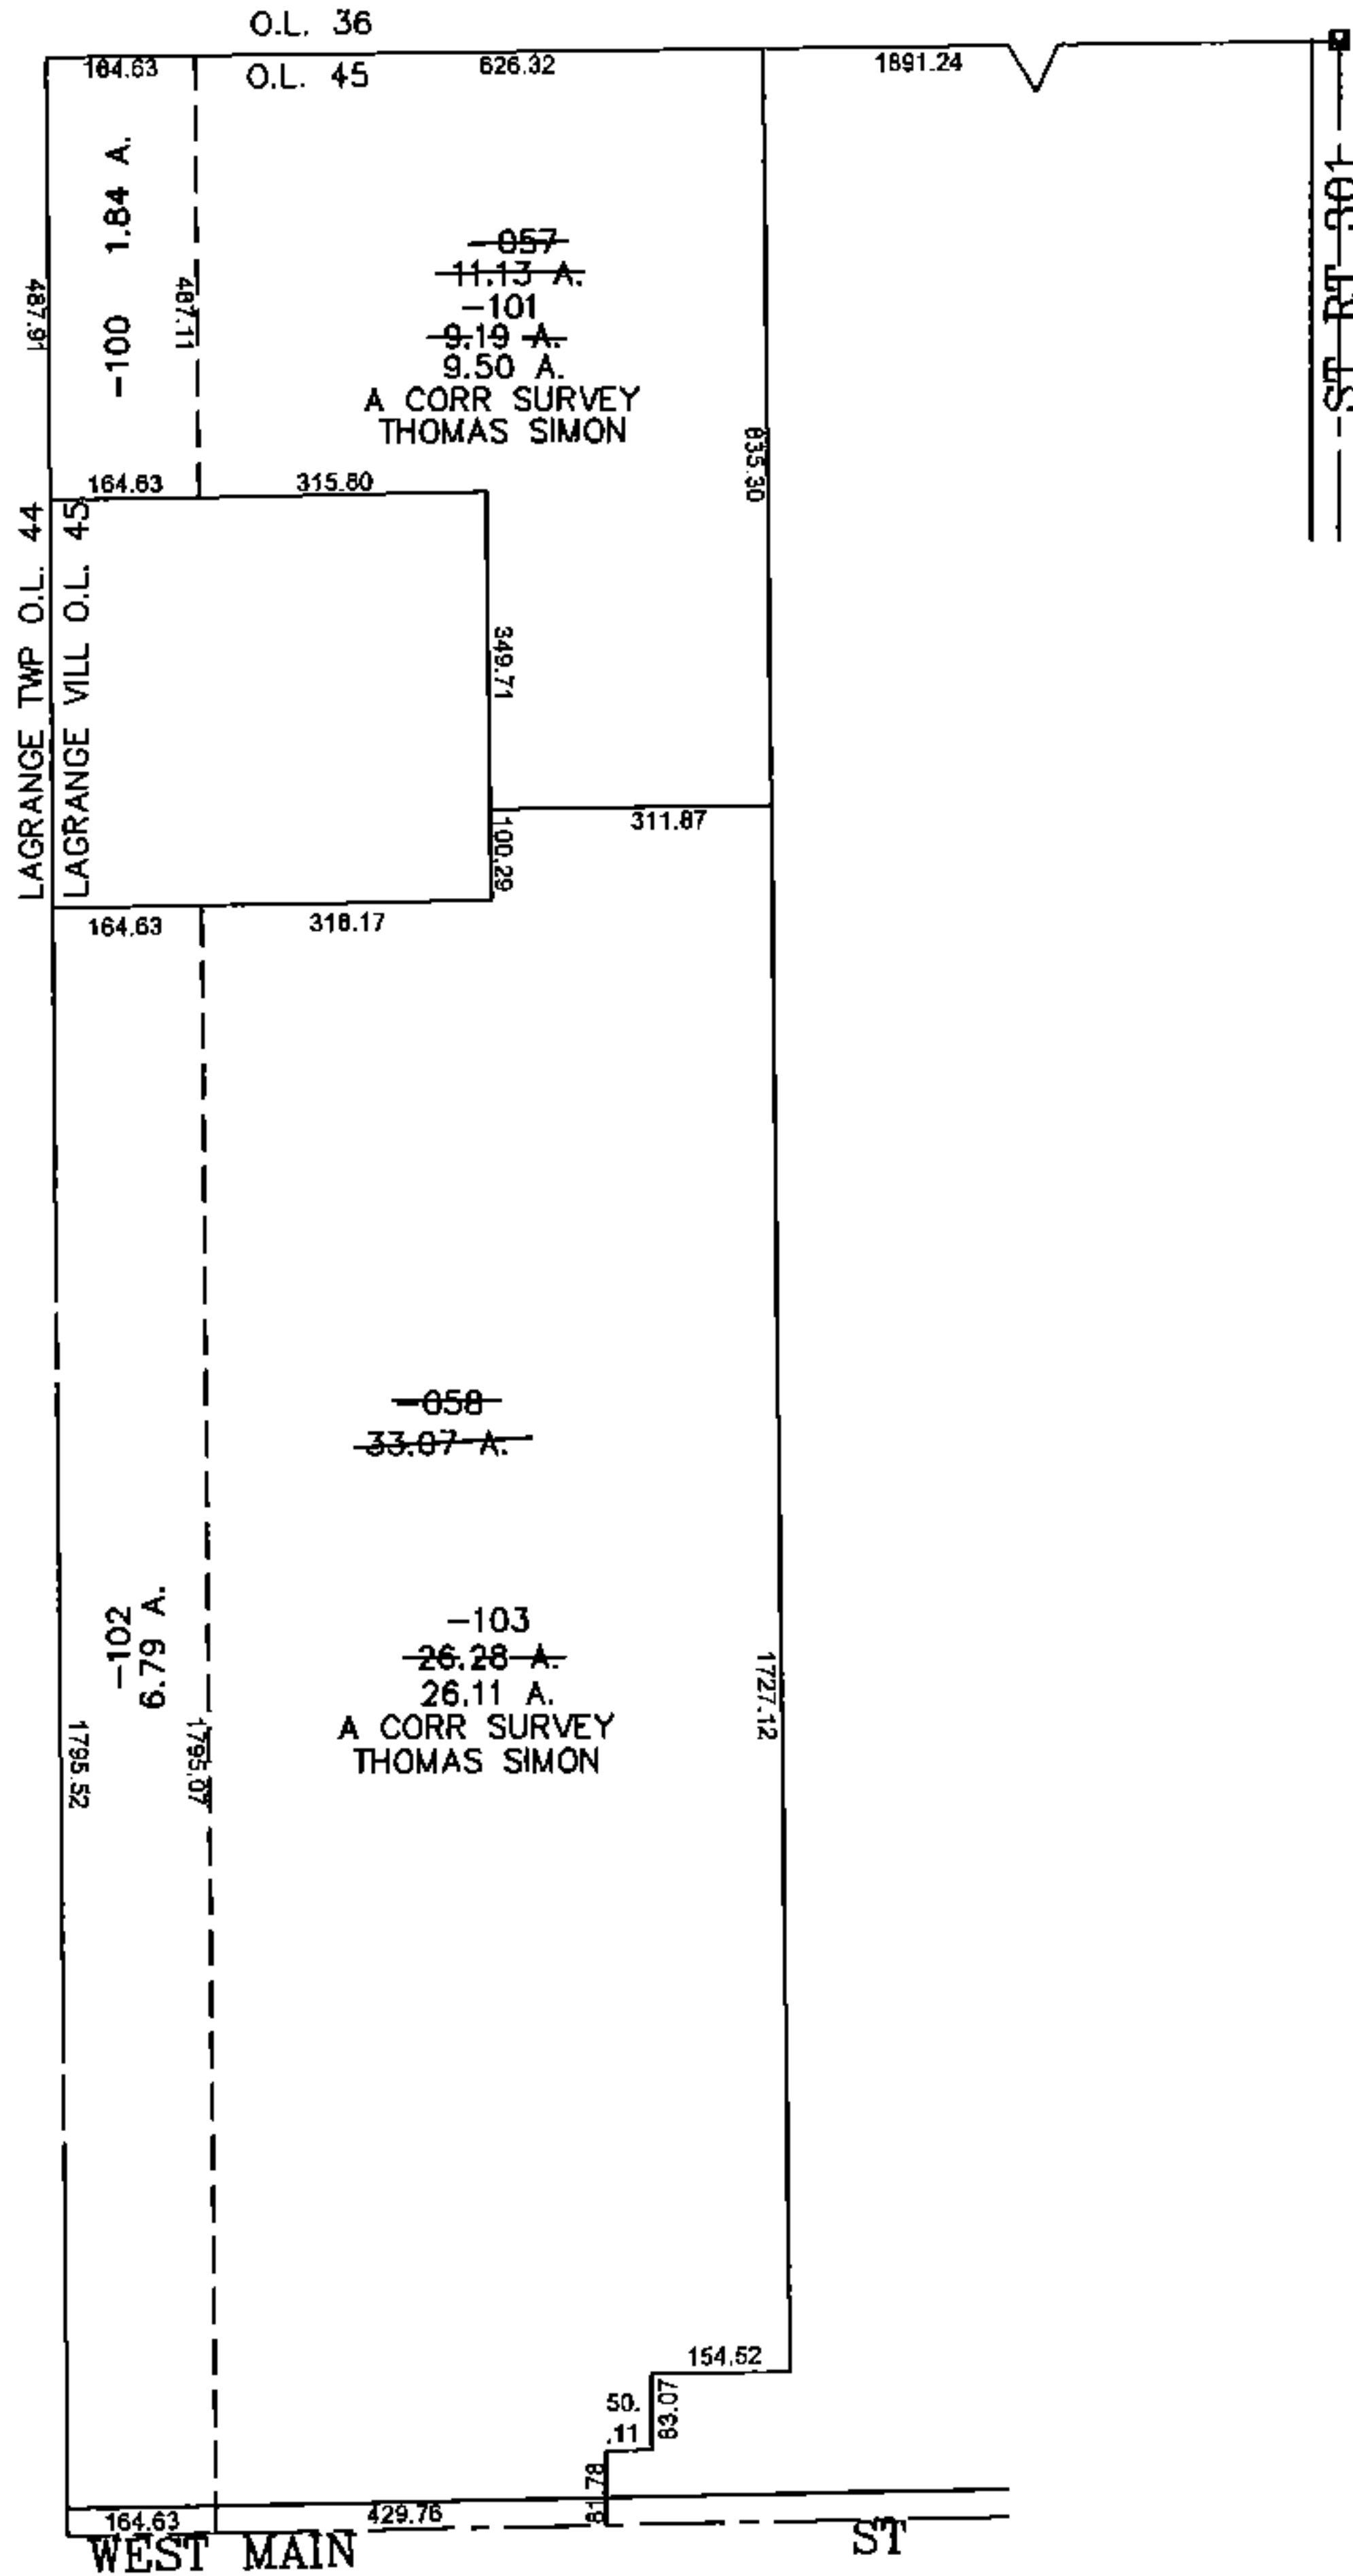 O.L. 36
164.63
O.L. 45
626.32
1891.24
ST RT 301
-100 1.84 A.
487.91
487.11
-057
11.13 A.
-101
9.19 A.
9.50 A.
A CORR SURVEY
THOMAS SIMON
835.30
164.63
315.80
LAGRANGE TWP O.L. 44
LAGRANGE VILL O.L. 45
349.71
311.87
100.29
164.63
318.17
-058
33.07 A.
-102
6.79 A.
-103
26.28 A.
26.11 A.
A CORR SURVEY
THOMAS SIMON
1727.12
1795.52
1795.07
154.52
50.
.11
83.07
81.78
164.63
429.76
WEST MAIN ST